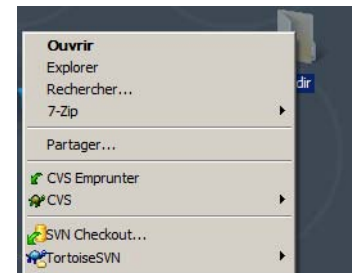 Ouvrir
Explorer
Rechercher...
dir
7-Zip
Partager...
CVS Emprunter
CVS
SVN Checkout...
TortoiseSVN